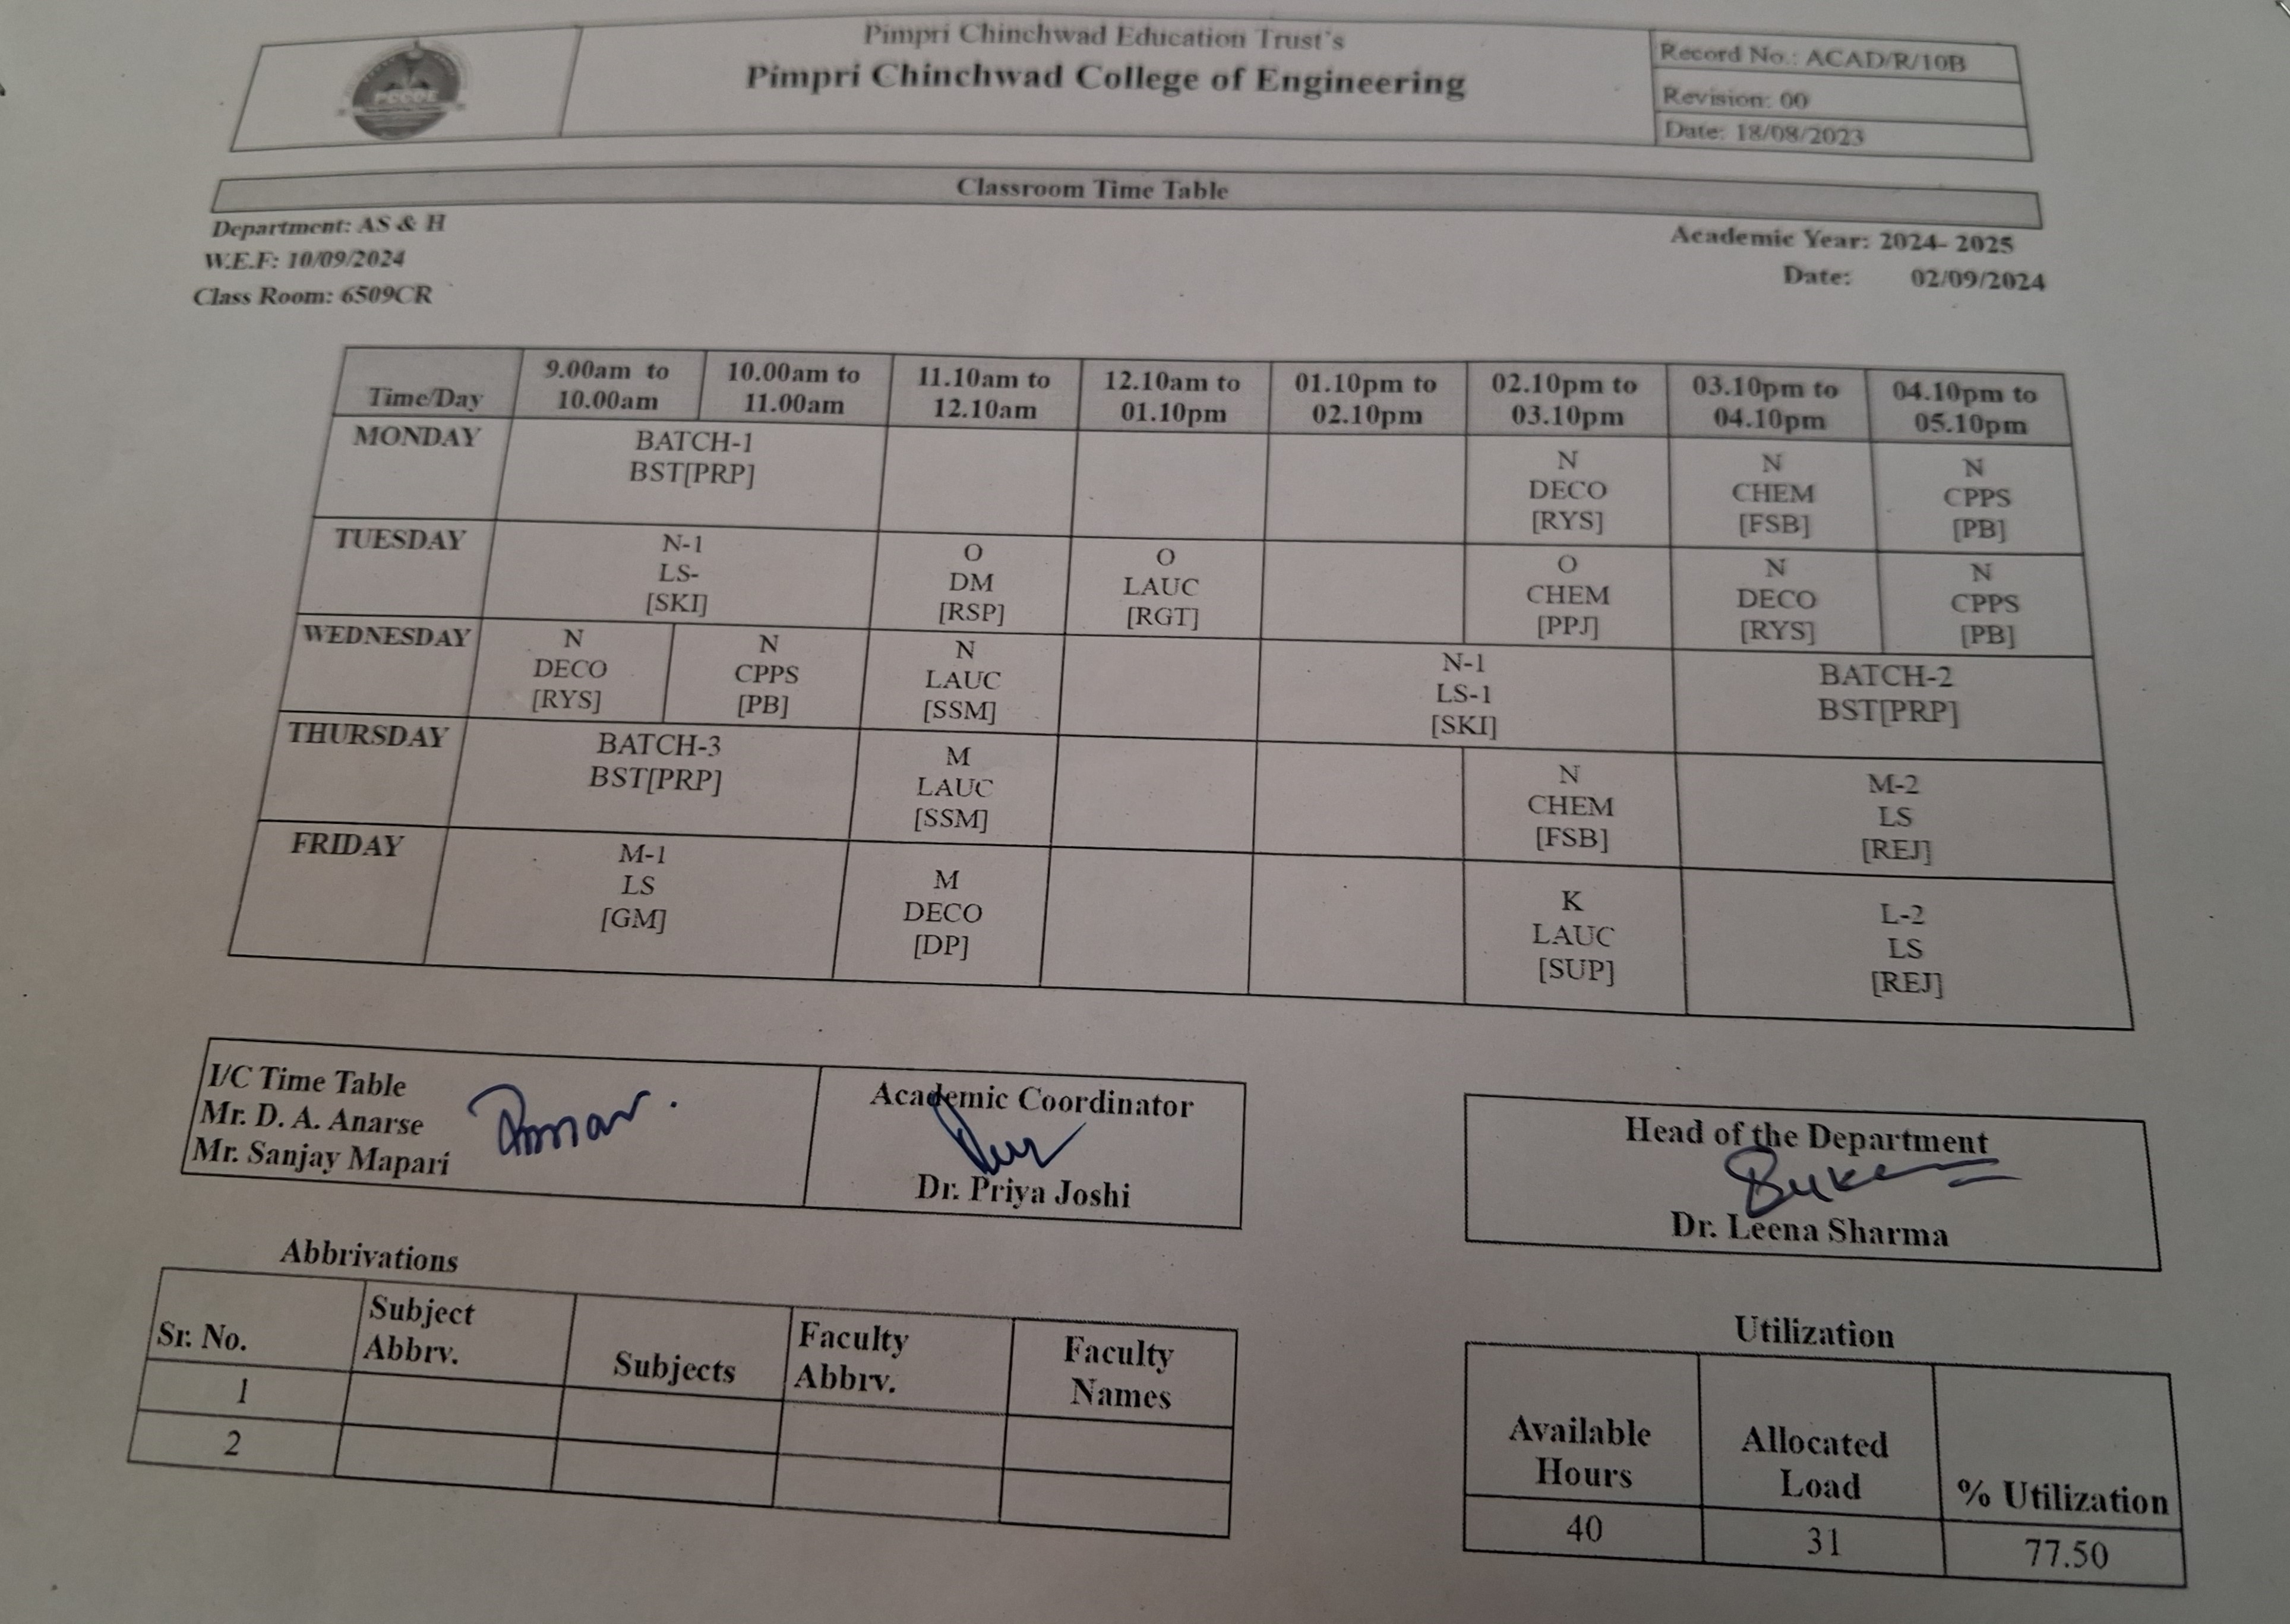 Pimpri Chinchwad Education Trust's
Pimpri Chinchwad College of Engineering
PCCOE
Record No.: ACAD/R/10B
Revision: 00
Date: 18/08/2023
Classroom Time Table
Department: AS & H
W.E.F: 10/09/2024
Class Room: 6509CR
Academic Year: 2024- 2025
Date: 02/09/2024
Time/Day 9.00am to 10.00am 10.00am to 11.00am 11.10am to 12.10am 12.10am to 01.10pm 01.10pm to 02.10pm 02.10pm to 03.10pm 03.10pm to 04.10pm 04.10pm to 05.10pm
MONDAY
BATCH-1
BST[PRP]
N
DECO
[RYS]
N
CHEM
[FSB]
N
CPPS
[PB]
TUESDAY
N-1
LS-
[SKI]
O
DM
[RSP]
O
LAUC
[RGT]
O
CHEM
[PPJ]
N
DECO
[RYS]
N
CPPS
[PB]
WEDNESDAY
N
DECO
[RYS]
N
CPPS
[PB]
N
LAUC
[SSM]
N-1
LS-1
[SKI]
BATCH-2
BST[PRP]
THURSDAY
BATCH-3
BST[PRP]
M
LAUC
[SSM]
N
CHEM
[FSB]
M-2
LS
[REJ]
FRIDAY
M-1
LS
[GM]
M
DECO
[DP]
K
LAUC
[SUP]
L-2
LS
[REJ]
I/C Time Table
Mr. D. A. Anarse
Mr. Sanjay Mapari
Academic Coordinator
Dr. Priya Joshi
Head of the Department
Dr. Leena Sharma
Abbrivations
Sr. No. Subject Abbrv. Subjects Faculty Abbrv. Faculty Names
1
2
Utilization
Available Hours Allocated Load % Utilization
40 31 77.50